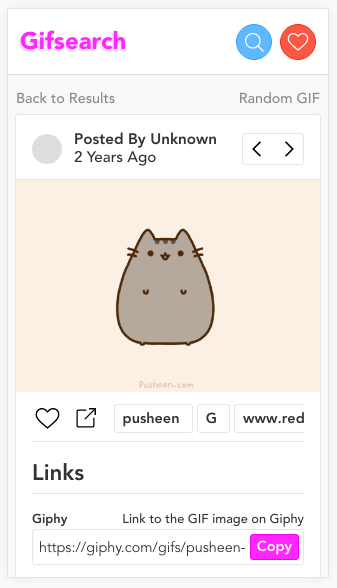 Gifsearch
Back to Results Random GIF
Posted By Unknown
2 Years Ago
Pusheen.com
pusheen G www.red
Links
Giphy Link to the GIF image on Giphy
https://giphy.com/gifs/pusheen- Copy